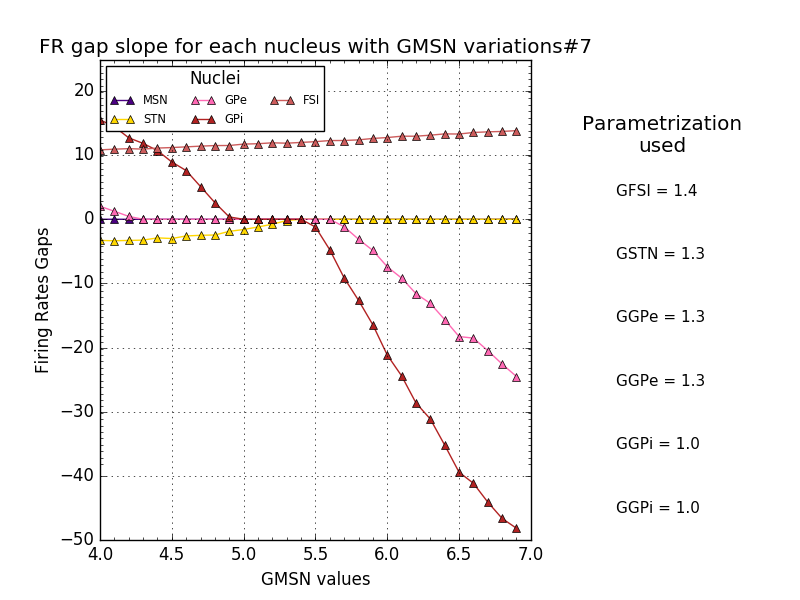 FR gap slope for each nucleus with GMSN variations#7
Nuclei
MSN GPe FSI
STN GPi
20
10
0
−10
−20
−30
−40
−50
Firing Rates Gaps
4.0 4.5 5.0 5.5 6.0 6.5 7.0
GMSN values
Parametrization
used
GFSI = 1.4
GSTN = 1.3
GGPe = 1.3
GGPe = 1.3
GGPi = 1.0
GGPi = 1.0